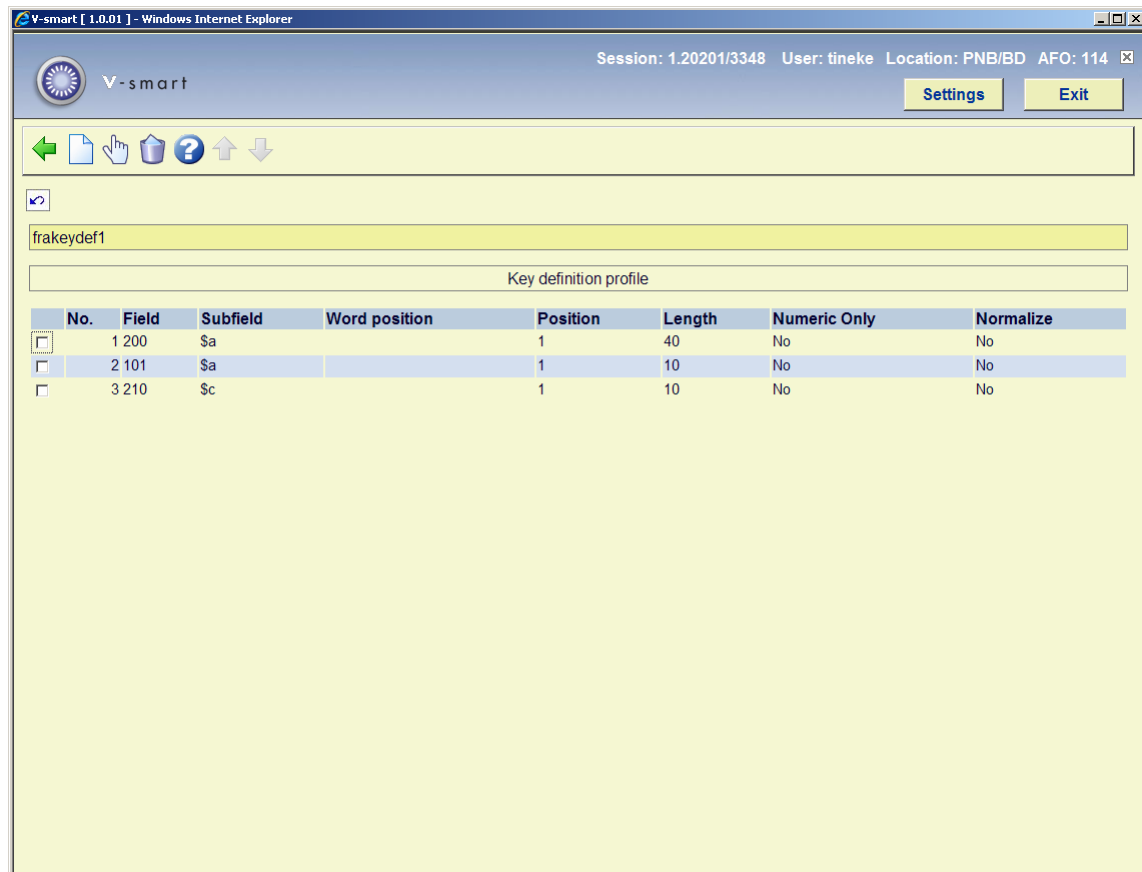 V-smart [ 1.0.01 ] - Windows Internet Explorer
Session: 1.20201/3348 User: tineke Location: PNB/BD AFO: 114
V-smart
Settings Exit
frakeydef1
Key definition profile
No. Field Subfield Word position Position Length Numeric Only Normalize
1 200 $a 1 40 No No
2 101 $a 1 10 No No
3 210 $c 1 10 No No